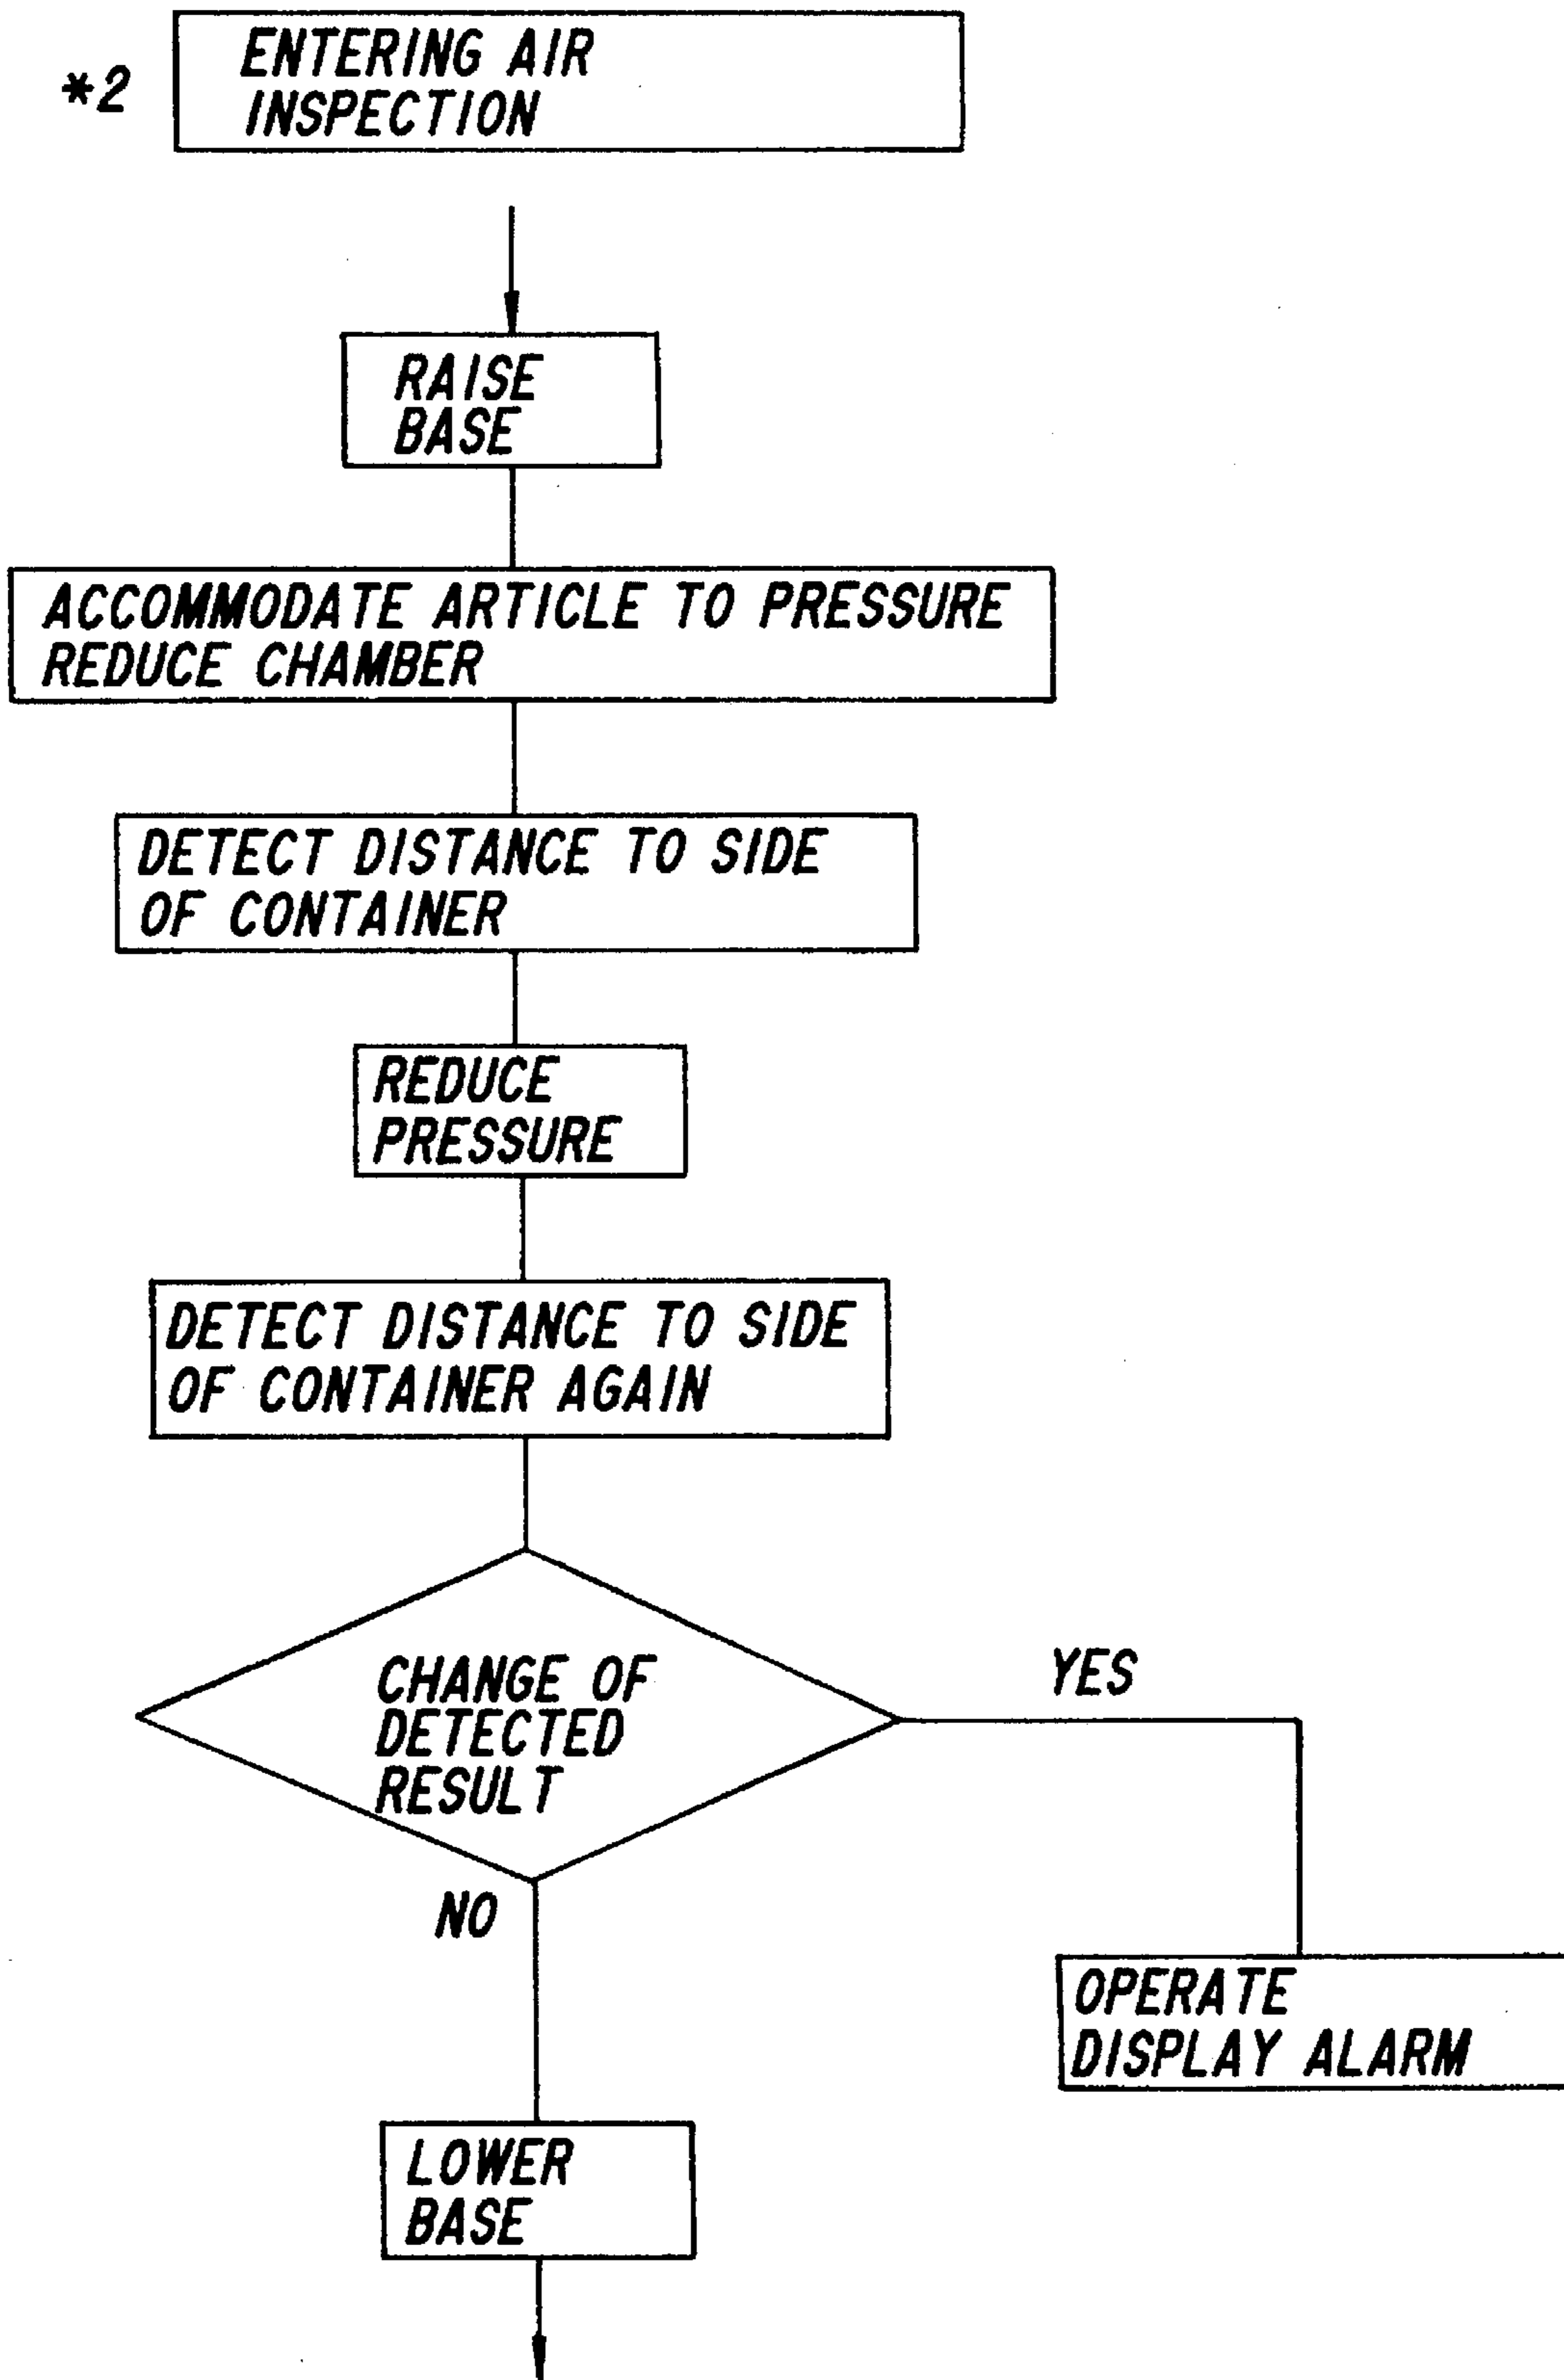 *2
ENTERING AIR
INSPECTION
RAISE
BASE
ACCOMMODATE ARTICLE TO PRESSURE
REDUCE CHAMBER
DETECT DISTANCE TO SIDE
OF CONTAINER
REDUCE
PRESSURE
DETECT DISTANCE TO SIDE
OF CONTAINER AGAIN
CHANGE OF
DETECTED
RESULT
YES
NO
OPERATE
DISPLAY ALARM
LOWER
BASE